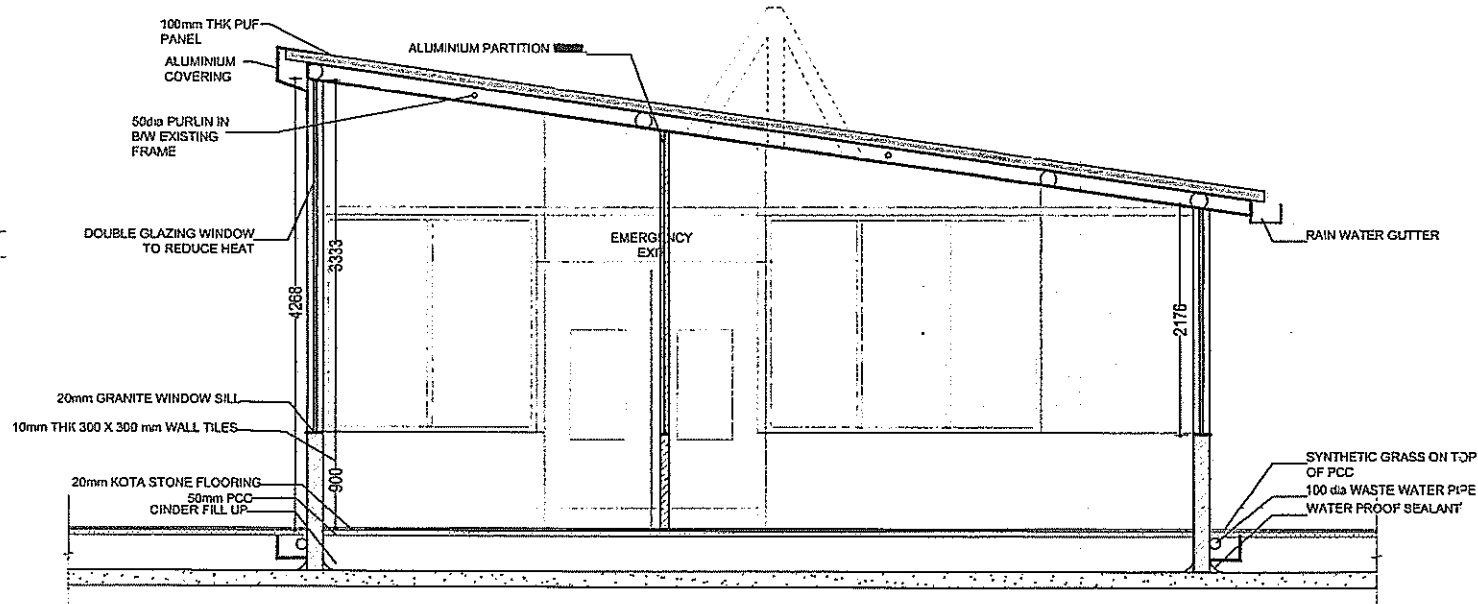 100mm THK PUF
PANEL
ALUMINIUM
COVERING
ALUMINIUM PARTITION
50dia PURLIN IN
B/W EXISTING
FRAME
DOUBLE GLAZING WINDOW
TO REDUCE HEAT
3333
4268
EMERGENCY
EXIT
RAIN WATER GUTTER
2176
20mm GRANITE WINDOW SILL
10mm THK 300 X 300 mm WALL TILES
900
20mm KOTA STONE FLOORING
50mm PCC
CINDER FILL UP
SYNTHETIC GRASS ON TOP
OF PCC
100 dia WASTE WATER PIPE
WATER PROOF SEALANT